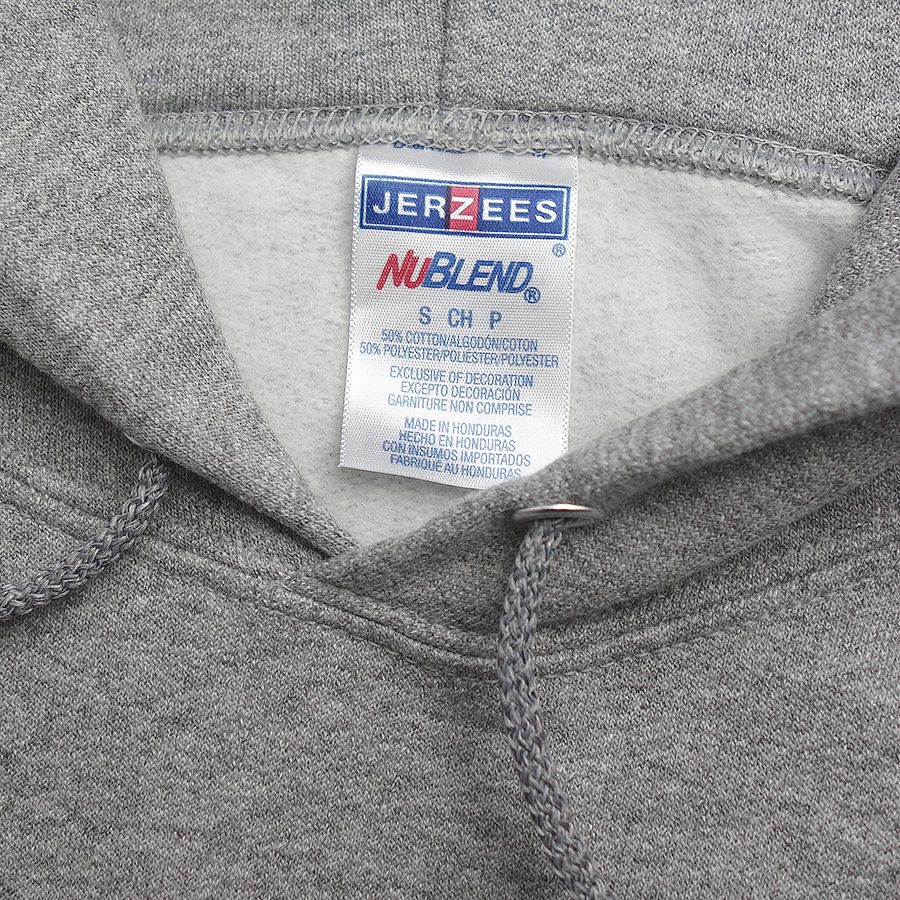 JERZEES
®
NUBLEND®
S CH P
50% COTTON/ALGODÓN/COTON
50% POLYESTER/POLIÉSTER/POLYESTER
EXCLUSIVE OF DECORATION
EXCEPTO DECORACIÓN
GARNITURE NON COMPRISE
MADE IN HONDURAS
HECHO EN HONDURAS
CON INSUMOS IMPORTADOS
FABRIQUÉ AU HONDURAS